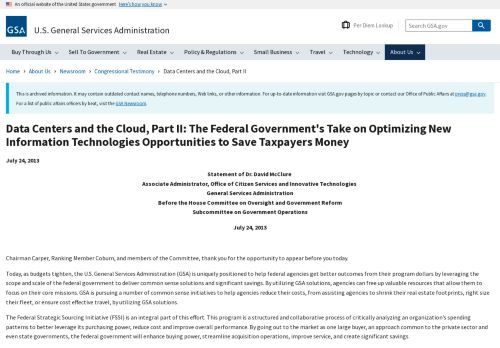 An official website of the United States government Here's how you know
GSA U.S. General Services Administration
Per Diem Lookup
Search GSA.gov
Buy Through Us Sell To Government Real Estate Policy & Regulations Small Business Travel Technology About Us
Home › About Us › Newsroom › Congressional Testimony › Data Centers and the Cloud, Part II
This is archived information. It may contain outdated contact names, telephone numbers, Web links, or other information. For up-to-date information visit GSA.gov pages by topic or contact our Office of Public Affairs at press@gsa.gov.
For a list of public affairs officers by beat, visit the GSA Newsroom.
Data Centers and the Cloud, Part II: The Federal Government's Take on Optimizing New
Information Technologies Opportunities to Save Taxpayers Money
July 24, 2013
Statement of Dr. David McClure
Associate Administrator, Office of Citizen Services and Innovative Technologies
General Services Administration
Before the House Committee on Oversight and Government Reform
Subcommittee on Government Operations
July 24, 2013
Chairman Carper, Ranking Member Coburn, and members of the Committee, thank you for the opportunity to appear before you today.
Today, as budgets tighten, the U.S. General Services Administration (GSA) is uniquely positioned to help federal agencies get better outcomes from their program dollars by leveraging the
scope and scale of the federal government to deliver common sense solutions and significant savings. By utilizing GSA solutions, agencies can free up valuable resources that allow them to
focus on their core missions. GSA is pursuing a number of common sense initiatives to help agencies reduce their costs, from assisting agencies to shrink their real estate footprints, right size
their fleet, or ensure cost effective travel, by utilizing GSA solutions.
The Federal Strategic Sourcing Initiative (FSSI) is an integral part of this effort. This program is a structured and collaborative process of critically analyzing an organization's spending
patterns to better leverage its purchasing power, reduce cost and improve overall performance. By going out to the market as one large buyer, an approach common to the private sector and
even state governments, the federal government will enhance buying power, streamline acquisition operations, improve service, and create significant savings.